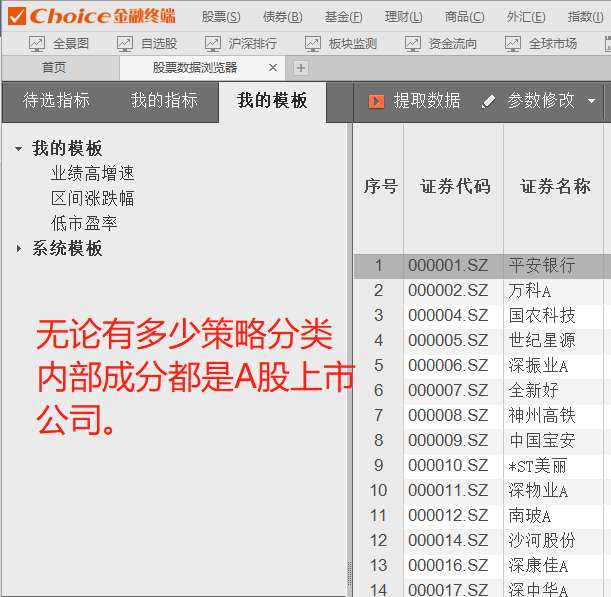 Choice金融终端 股票(S) 债券(B) 基金(F) 理财(L) 商品(C) 外汇(E) 指数(I)
全景图 自选股 沪深排行 板块监测 资金流向 全球市场
首页 股票数据浏览器 × +
待选指标 我的指标 我的模板 提取数据 参数修改
我的模板
业绩高增速
区间涨跌幅
低市盈率
系统模板
无论有多少策略分类
内部成分都是A股上市
公司。
序号 证券代码 证券名称
1 000001.SZ 平安银行
2 000002.SZ 万科A
3 000004.SZ 国农科技
4 000005.SZ 世纪星源
5 000006.SZ 深振业A
6 000007.SZ 全新好
7 000008.SZ 神州高铁
8 000009.SZ 中国宝安
9 000010.SZ *ST美丽
10 000011.SZ 深物业A
11 000012.SZ 南玻A
12 000014.SZ 沙河股份
13 000016.SZ 深康佳A
14 000017.SZ 深中华A